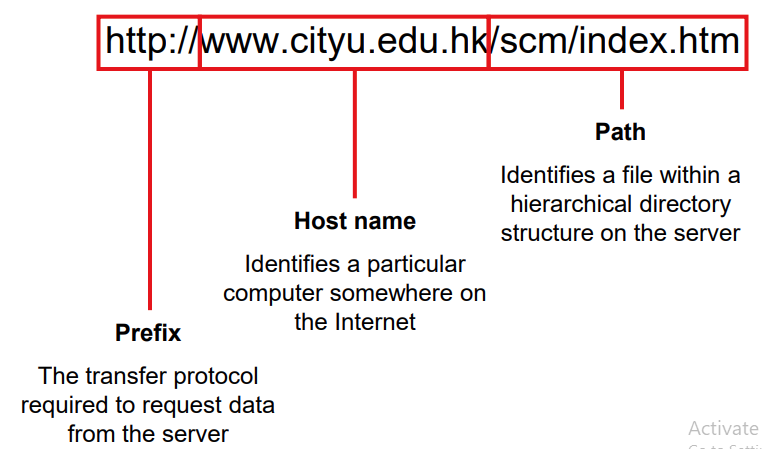 http://www.cityu.edu.hk/scm/index.htm
Path
Identifies a file within a
hierarchical directory
structure on the server
Host name
Identifies a particular
computer somewhere on
the Internet
Prefix
The transfer protocol
required to request data
from the server
Activate